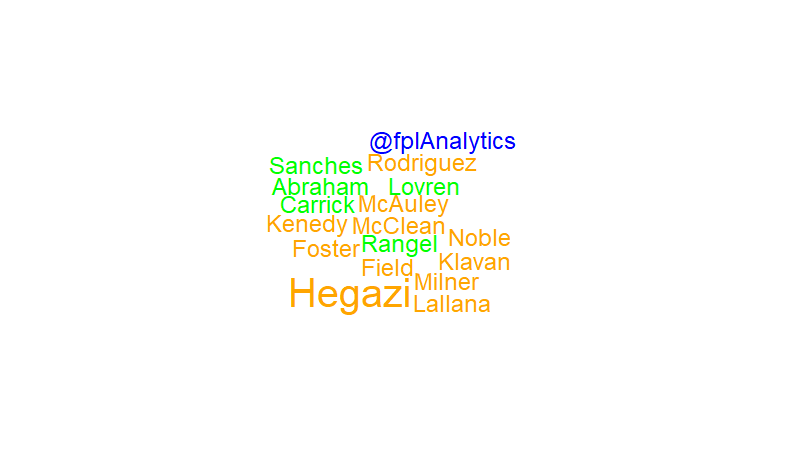 @fplAnalytics
Sanches Rodriguez
Abraham Lovren
Carrick McAuley
Kenedy McClean
Foster Rangel Noble
Field Klavan
Hegazi Milner
Lallana